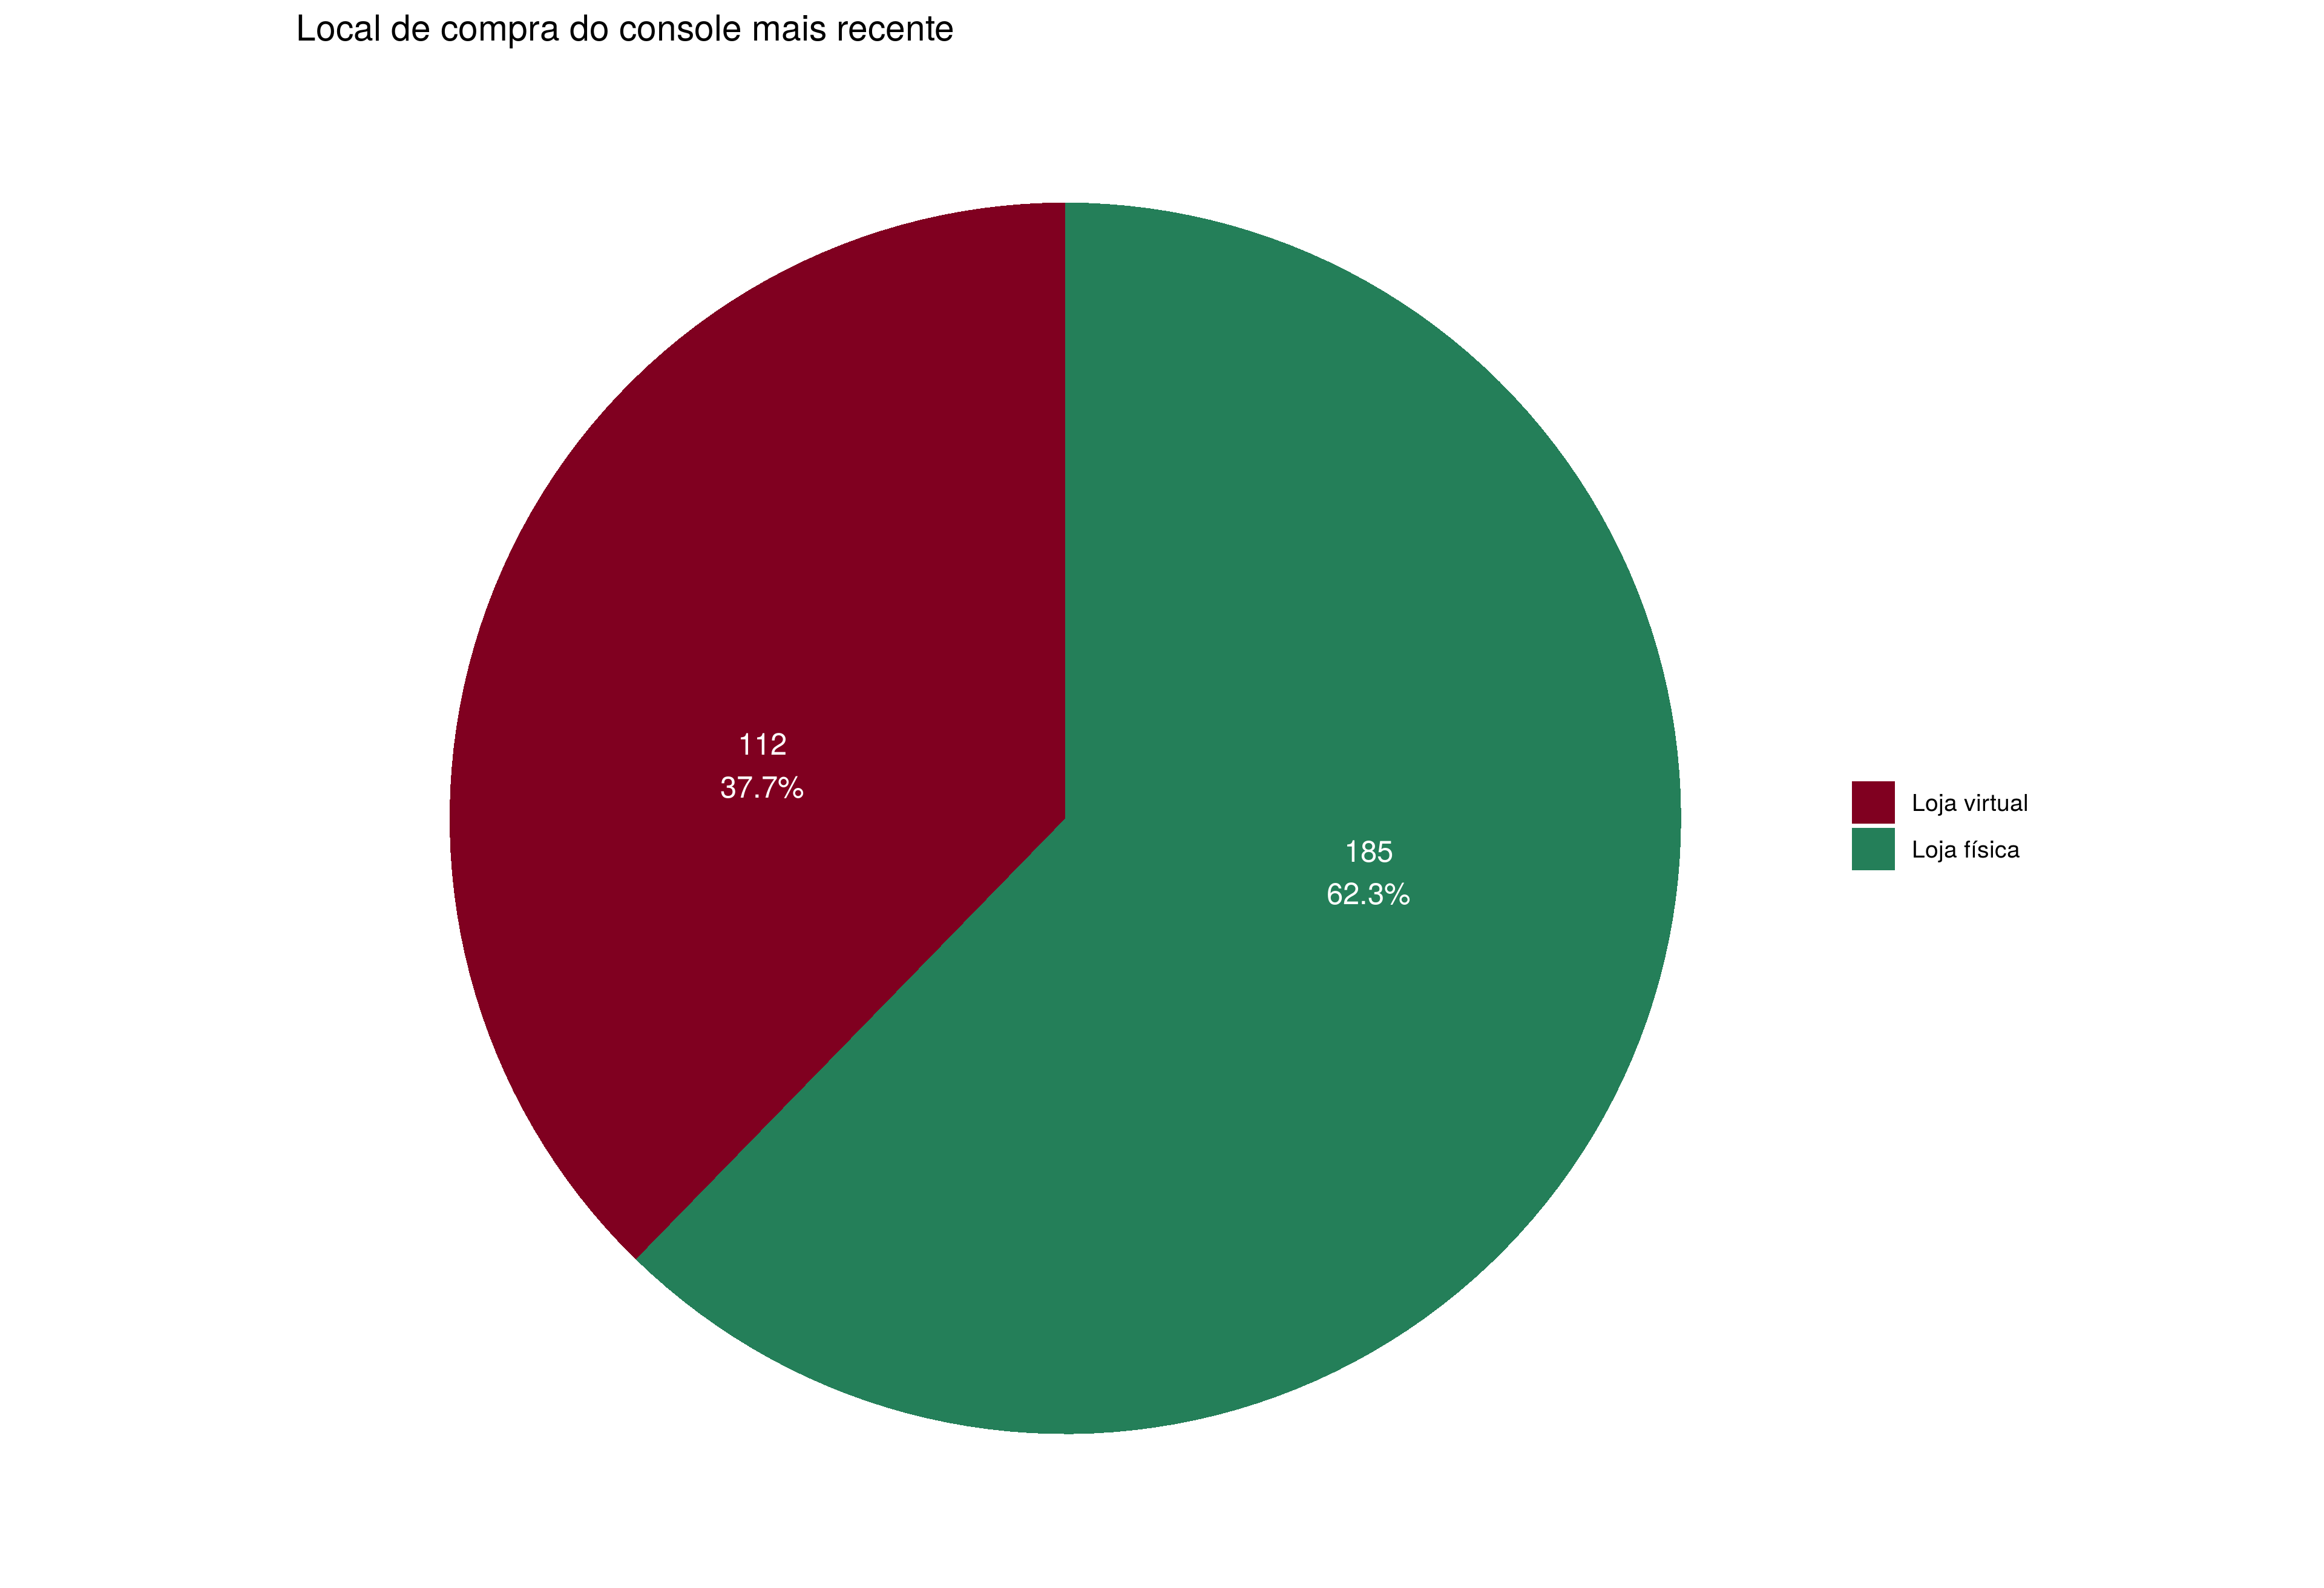 Local de compra do console mais recente
112
37.7%
185
62.3%
Loja virtual
Loja física